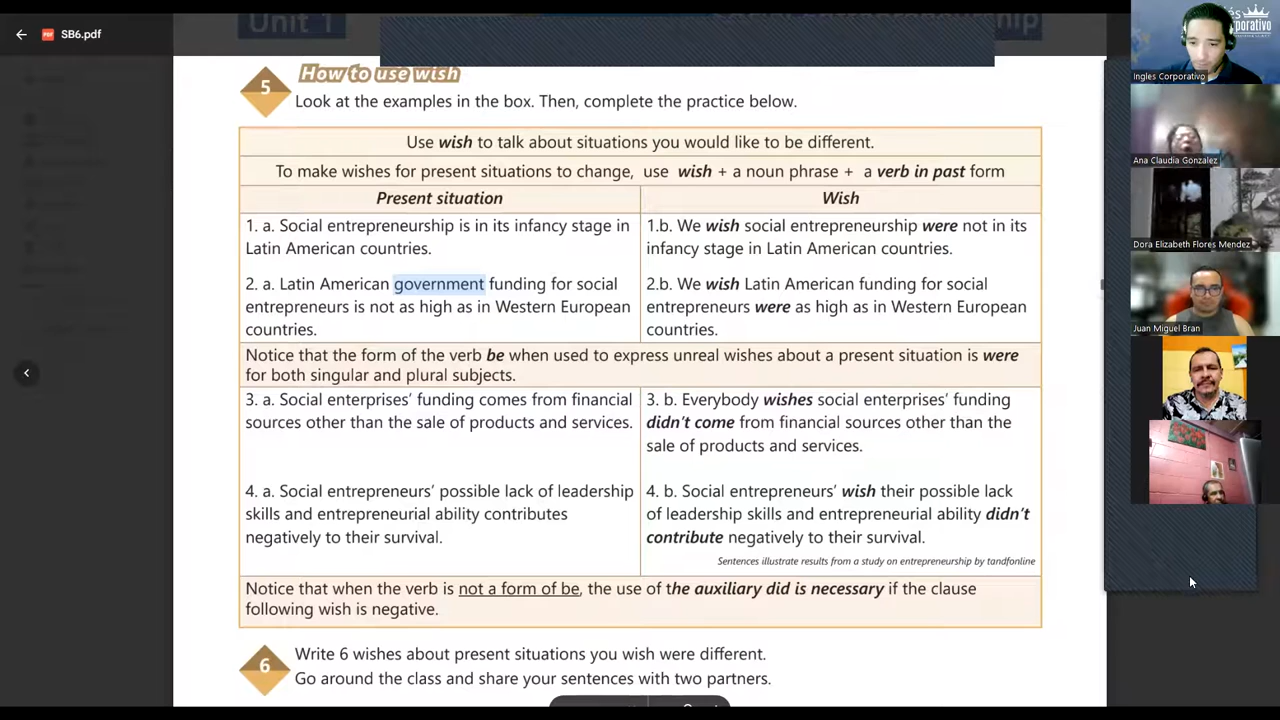 SB6.pdf
Unit 1
5
How to use wish
Look at the examples in the box. Then, complete the practice below.
Use wish to talk about situations you would like to be different.
To make wishes for present situations to change, use wish + a noun phrase + a verb in past form
Present situation
Wish
1. a. Social entrepreneurship is in its infancy stage in
Latin American countries.
1.b. We wish social entrepreneurship were not in its
infancy stage in Latin American countries.
2. a. Latin American government funding for social
entrepreneurs is not as high as in Western European
countries.
2.b. We wish Latin American funding for social
entrepreneurs were as high as in Western European
countries.
Notice that the form of the verb be when used to express unreal wishes about a present situation is were
for both singular and plural subjects.
3. a. Social enterprises’ funding comes from financial
sources other than the sale of products and services.
3. b. Everybody wishes social enterprises’ funding
didn’t come from financial sources other than the
sale of products and services.
4. a. Social entrepreneurs’ possible lack of leadership
skills and entrepreneurial ability contributes
negatively to their survival.
4. b. Social entrepreneurs’ wish their possible lack
of leadership skills and entrepreneurial ability didn’t
contribute negatively to their survival.
Sentences illustrate results from a study on entrepreneurship by tandfonline
Notice that when the verb is not a form of be, the use of the auxiliary did is necessary if the clause
following wish is negative.
6
Write 6 wishes about present situations you wish were different.
Go around the class and share your sentences with two partners.
Ingles Corporativo
Ana Claudia Gonzalez
Dora Elizabeth Flores Mendez
Juan Miguel Bran